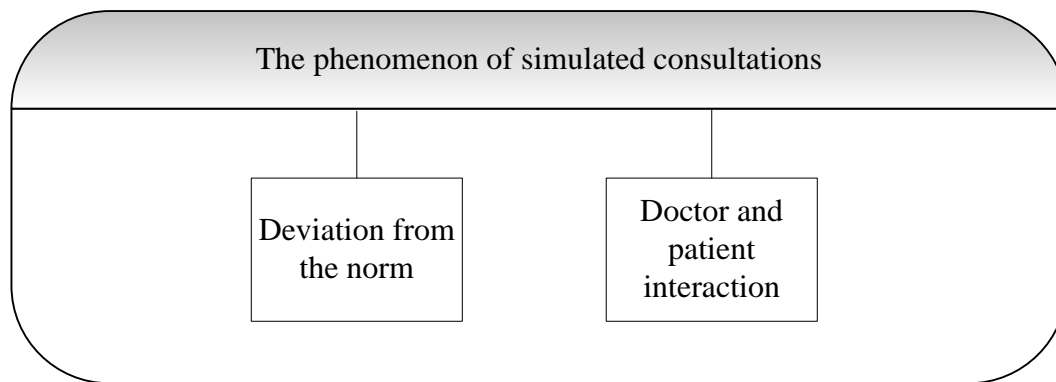 The phenomenon of simulated consultations
Deviation from
the norm
Doctor and
patient
interaction